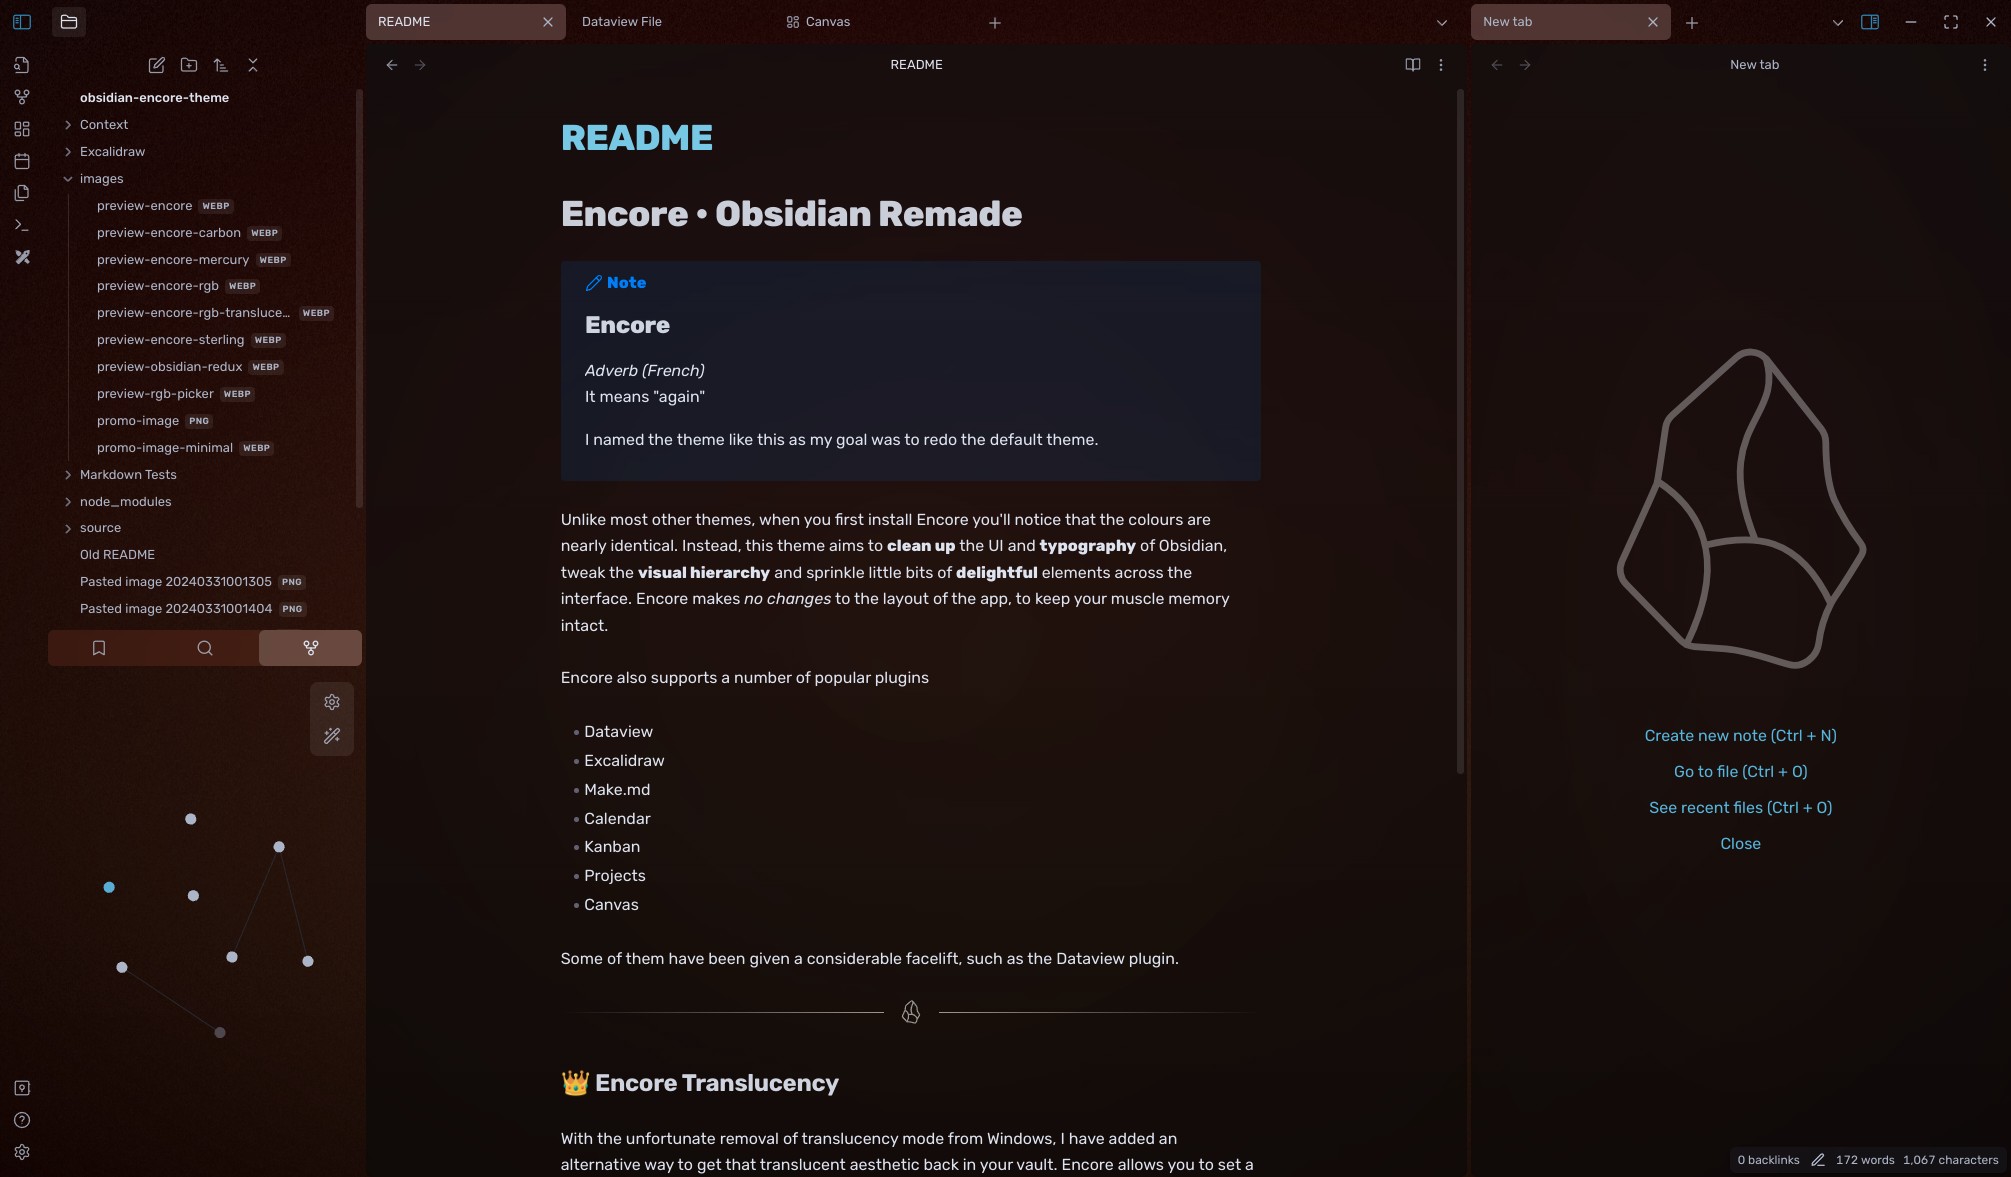 README
Dataview File
Canvas
New tab
README
New tab
obsidian-encore-theme
Context
Excalidraw
images
preview-encore WEBP
preview-encore-carbon WEBP
preview-encore-mercury WEBP
preview-encore-rgb WEBP
preview-encore-rgb-transluce… WEBP
preview-encore-sterling WEBP
preview-obsidian-redux WEBP
preview-rgb-picker WEBP
promo-image PNG
promo-image-minimal WEBP
Markdown Tests
node_modules
source
Old README
Pasted image 20240331001305 PNG
Pasted image 20240331001404 PNG
README
Encore • Obsidian Remade
Note
Encore
Adverb (French)
It means "again"
I named the theme like this as my goal was to redo the default theme.
Unlike most other themes, when you first install Encore you'll notice that the colours are
nearly identical. Instead, this theme aims to clean up the UI and typography of Obsidian,
tweak the visual hierarchy and sprinkle little bits of delightful elements across the
interface. Encore makes no changes to the layout of the app, to keep your muscle memory
intact.
Encore also supports a number of popular plugins
• Dataview
• Excalidraw
• Make.md
• Calendar
• Kanban
• Projects
• Canvas
Some of them have been given a considerable facelift, such as the Dataview plugin.
👑 Encore Translucency
With the unfortunate removal of translucency mode from Windows, I have added an
alternative way to get that translucent aesthetic back in your vault. Encore allows you to set a
Create new note (Ctrl + N)
Go to file (Ctrl + O)
See recent files (Ctrl + O)
Close
0 backlinks 172 words 1,067 characters